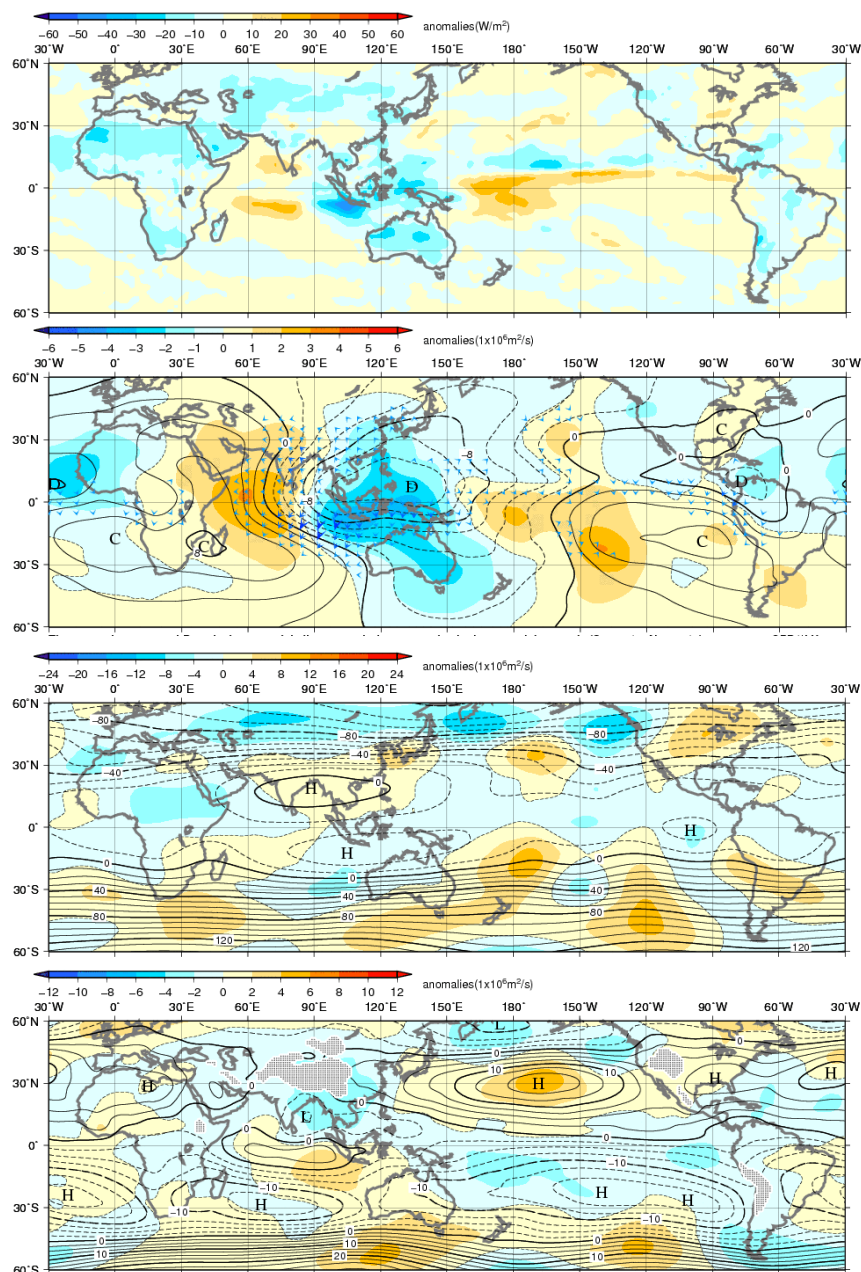 anomalies(W/m²)
−60 −50 −40 −30 −20 −10 0 10 20 30 40 50 60
30˚W 0˚ 30˚E 60˚E 90˚E 120˚E 150˚E 180˚ 150˚W 120˚W 90˚W 60˚W 30˚W
60˚N
30˚N
0˚
30˚S
60˚S
anomalies(1x10⁶m²/s)
−6 −5 −4 −3 −2 −1 0 1 2 3 4 5 6
30˚W 0˚ 30˚E 60˚E 90˚E 120˚E 150˚E 180˚ 150˚W 120˚W 90˚W 60˚W 30˚W
60˚N
0 0
C
30˚N 0 0
−8 0 0
D D D
0˚ −8
C C C
−8
30˚S
60˚S
anomalies(1x10⁶m²/s)
−24 −20 −16 −12 −8 −4 0 4 8 12 16 20 24
30˚W 0˚ 30˚E 60˚E 90˚E 120˚E 150˚E 180˚ 150˚W 120˚W 90˚W 60˚W 30˚W
60˚N
−80 −80 −80
−40
30˚N −40 −40
H 0
0˚ H
H
0 0
30˚S 0
40 40 40
80 80 80
60˚S 120 120
anomalies(1x10⁶m²/s)
−12 −10 −8 −6 −4 −2 0 2 4 6 8 10 12
30˚W 0˚ 30˚E 60˚E 90˚E 120˚E 150˚E 180˚ 150˚W 120˚W 90˚W 60˚W 30˚W
60˚N L
0 0 0
10 10 10
30˚N H 0 0 H H H
L
0 0 0
0˚
−10 −10 −10
H H H H
30˚S −10 −10
0 0 0
10 10 10
20
60˚S